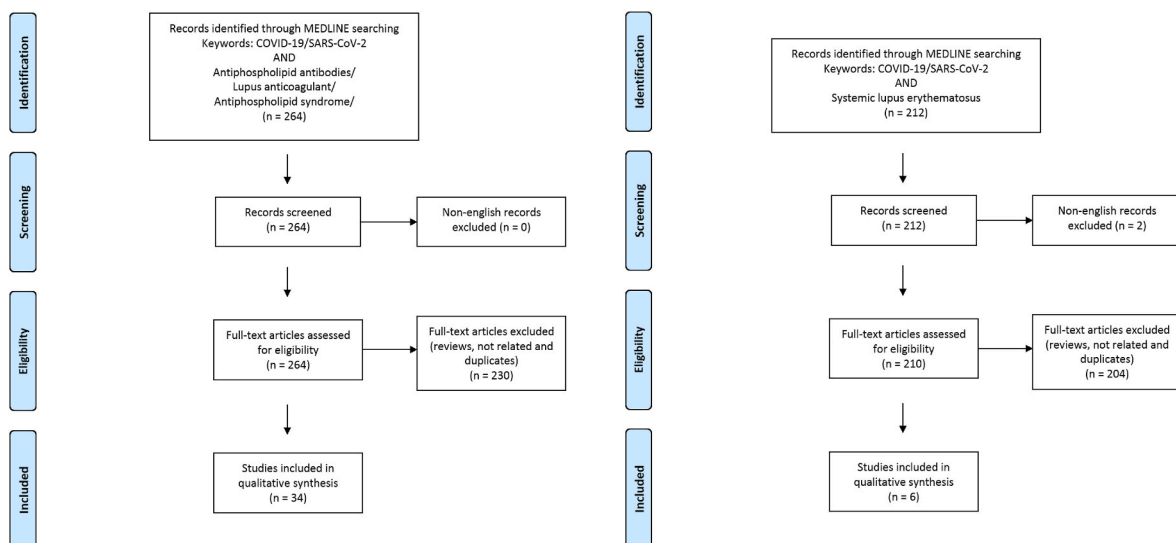 Identification
Records identified through MEDLINE searching
Keywords: COVID-19/SARS-CoV-2
AND
Antiphospholipid antibodies/
Lupus anticoagulant/
Antiphospholipid syndrome/
(n = 264)
Screening
Records screened
(n = 264)
Non-english records
excluded (n = 0)
Eligibility
Full-text articles assessed
for eligibility
(n = 264)
Full-text articles excluded
(reviews, not related and
duplicates)
(n = 230)
Included
Studies included in
qualitative synthesis
(n = 34)
Identification
Records identified through MEDLINE searching
Keywords: COVID-19/SARS-CoV-2
AND
Systemic lupus erythematosus
(n = 212)
Screening
Records screened
(n = 212)
Non-english records
excluded (n = 2)
Eligibility
Full-text articles assessed
for eligibility
(n = 210)
Full-text articles excluded
(reviews, not related and
duplicates)
(n = 204)
Included
Studies included in
qualitative synthesis
(n = 6)